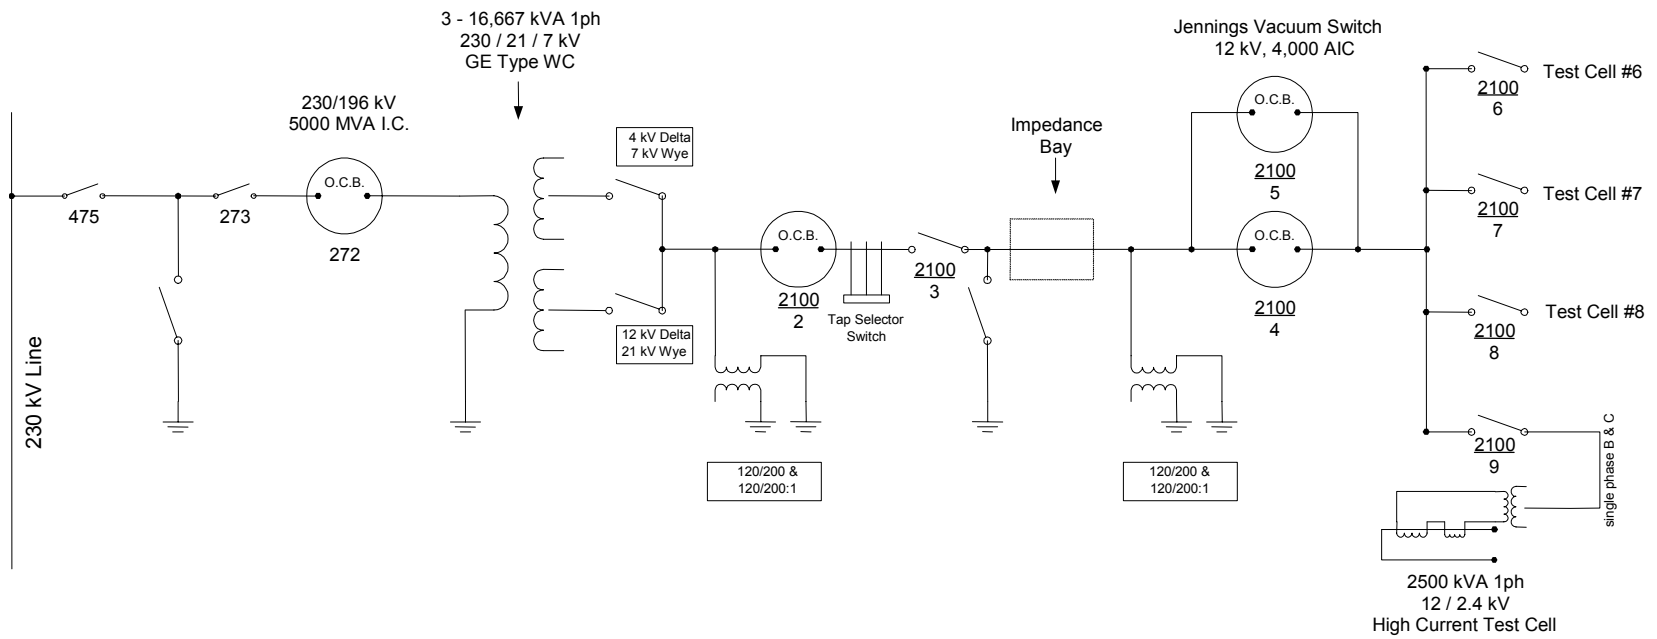 3 - 16,667 kVA 1ph
230 / 21 / 7 kV
GE Type WC
Jennings Vacuum Switch
12 kV, 4,000 AIC
230/196 kV
5000 MVA I.C.
O.C.B.
272
475
273
230 kV Line
4 kV Delta
7 kV Wye
12 kV Delta
21 kV Wye
O.C.B.
2100
2
Tap Selector
Switch
2100
3
120/200 &
120/200:1
Impedance
Bay
120/200 &
120/200:1
O.C.B.
2100
5
O.C.B.
2100
4
2100
6
Test Cell #6
2100
7
Test Cell #7
2100
8
Test Cell #8
2100
9
single phase B & C
2500 kVA 1ph
12 / 2.4 kV
High Current Test Cell